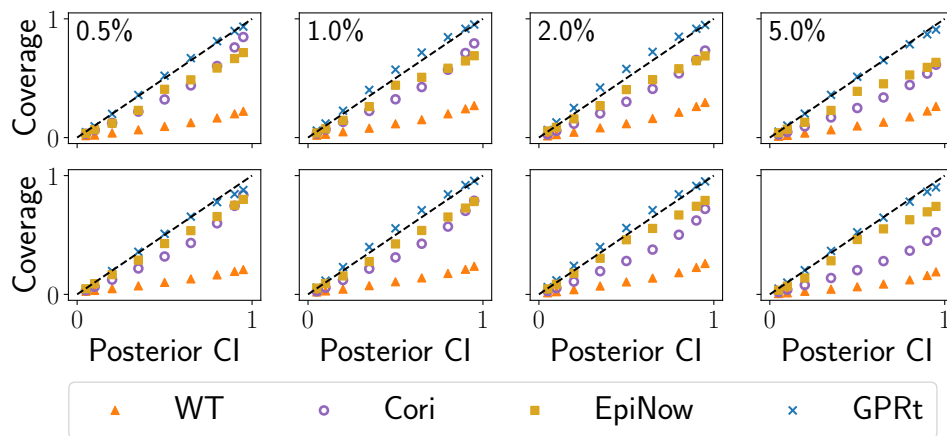 1
0.5%
1.0%
2.0%
5.0%
Coverage
0
1
Coverage
0
0 1 0 1 0 1 0 1
Posterior CI Posterior CI Posterior CI Posterior CI
WT Cori EpiNow GPRt